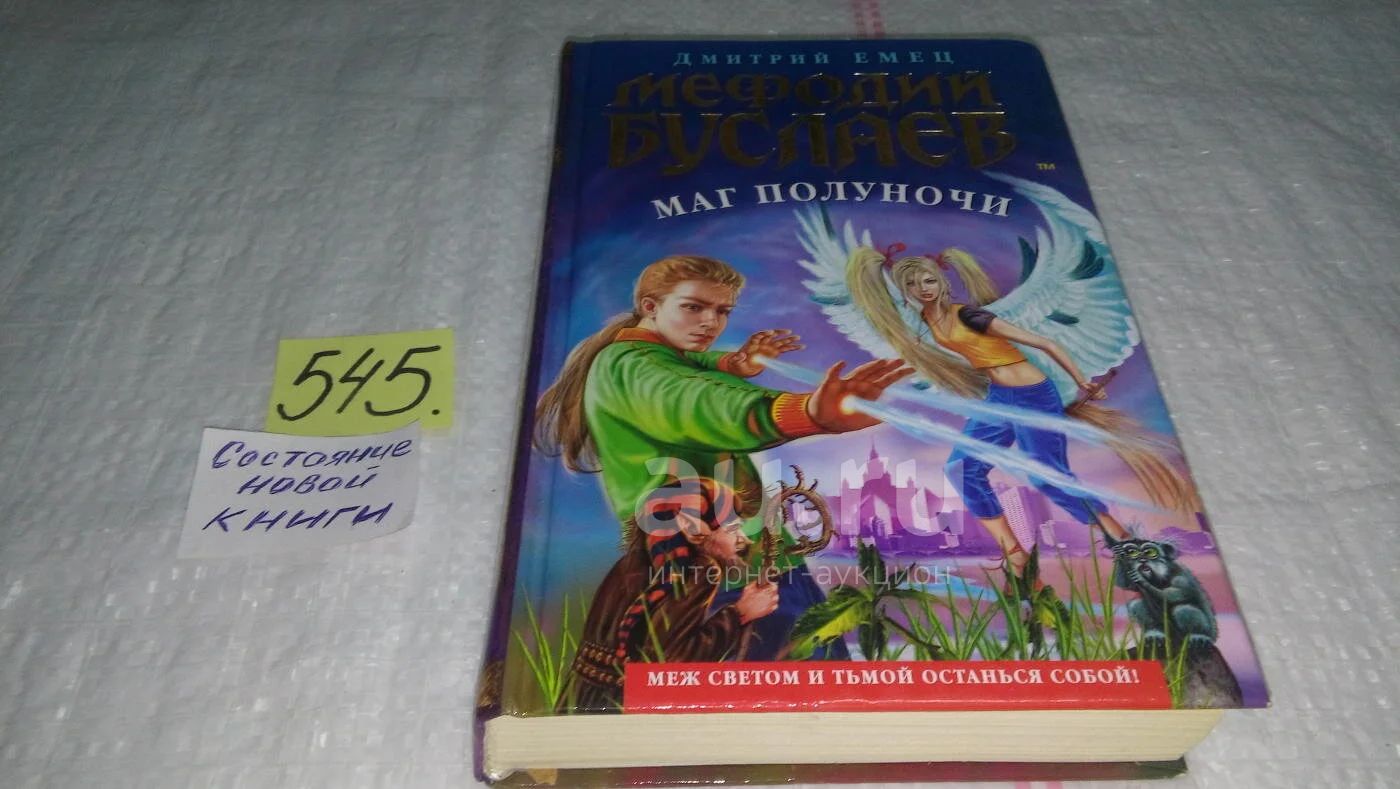 ДМИТРИЙ ЕМЕЦ
МЕФОДИЙ
БУСЛАЕВ
TM
МАГ ПОЛУНОЧИ
545.
Состояние
новой
книги
au.ru
интернет-аукцион
МЕЖ СВЕТОМ И ТЬМОЙ ОСТАНЬСЯ СОБОЙ!